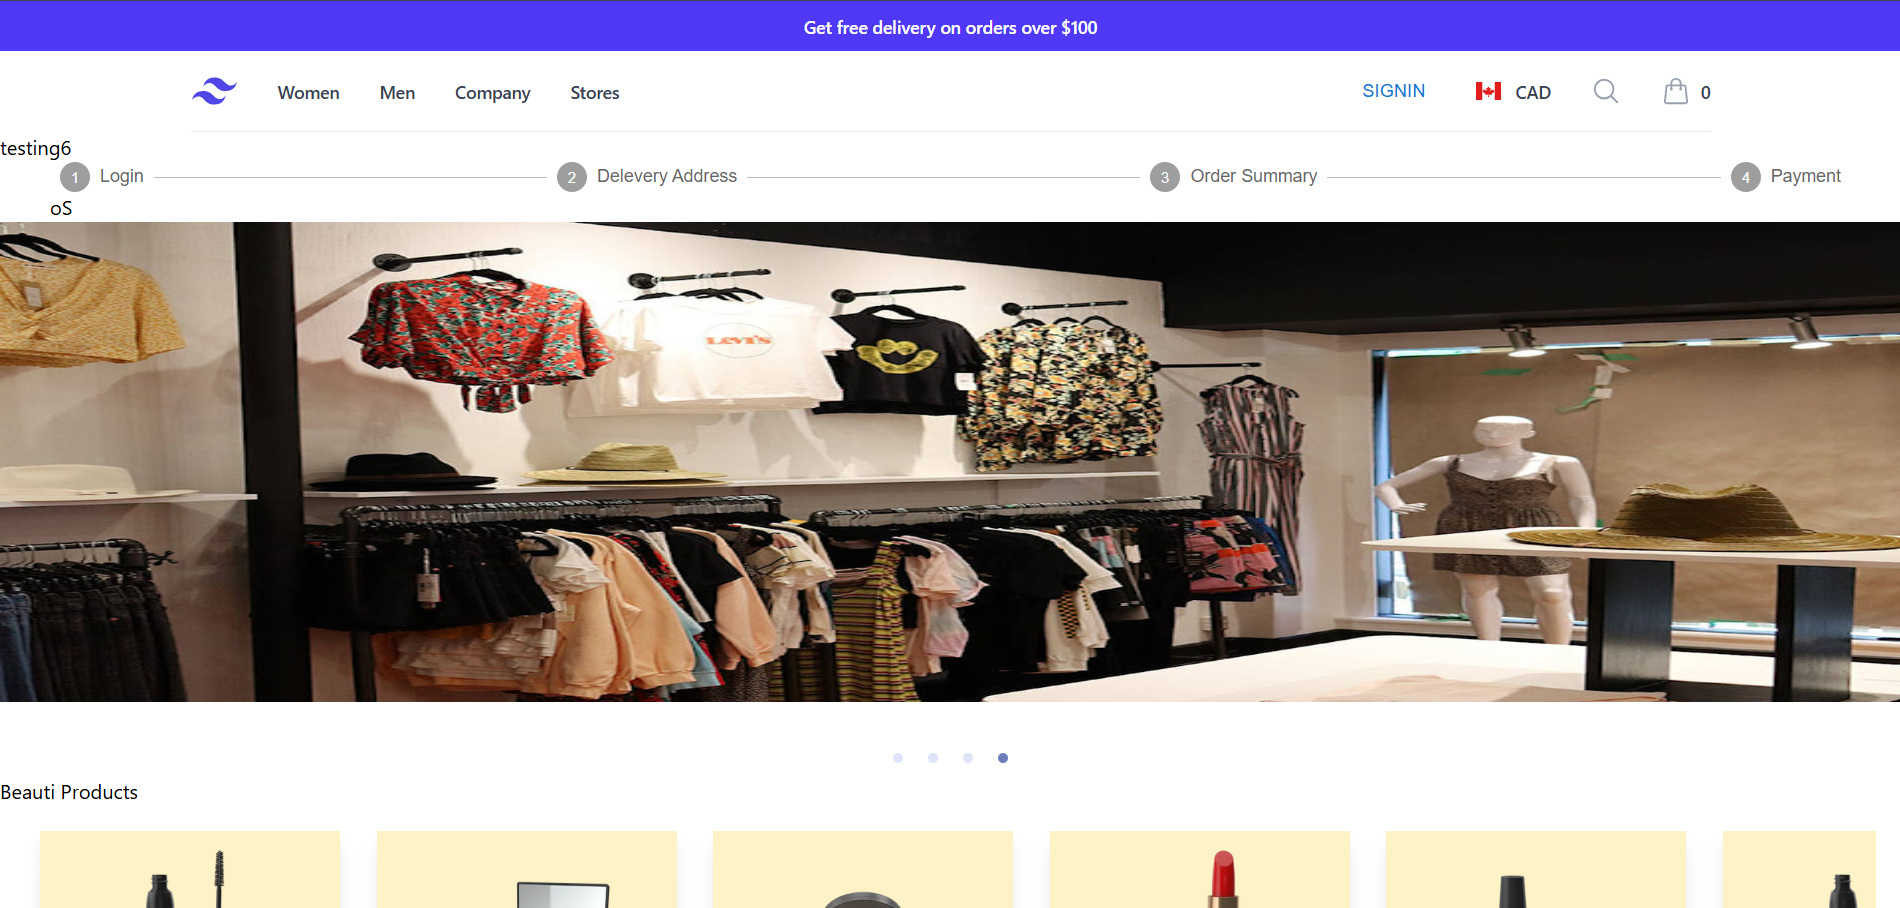 Get free delivery on orders over $100
Women Men Company Stores SIGNIN CAD 0
testing6
1 Login 2 Delevery Address 3 Order Summary 4 Payment
oS
LEVI'S
Beauti Products